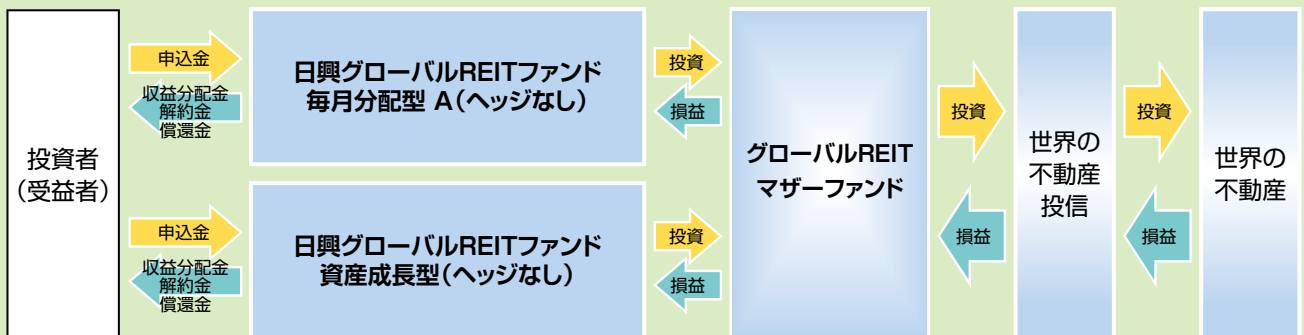 投資者
(受益者)
申込金
収益分配金
解約金
償還金
日興グローバルREITファンド
毎月分配型 A(ヘッジなし)
投資
損益
申込金
収益分配金
解約金
償還金
日興グローバルREITファンド
資産成長型(ヘッジなし)
投資
損益
グローバルREIT
マザーファンド
投資
損益
世界の
不動産
投信
投資
損益
世界の
不動産